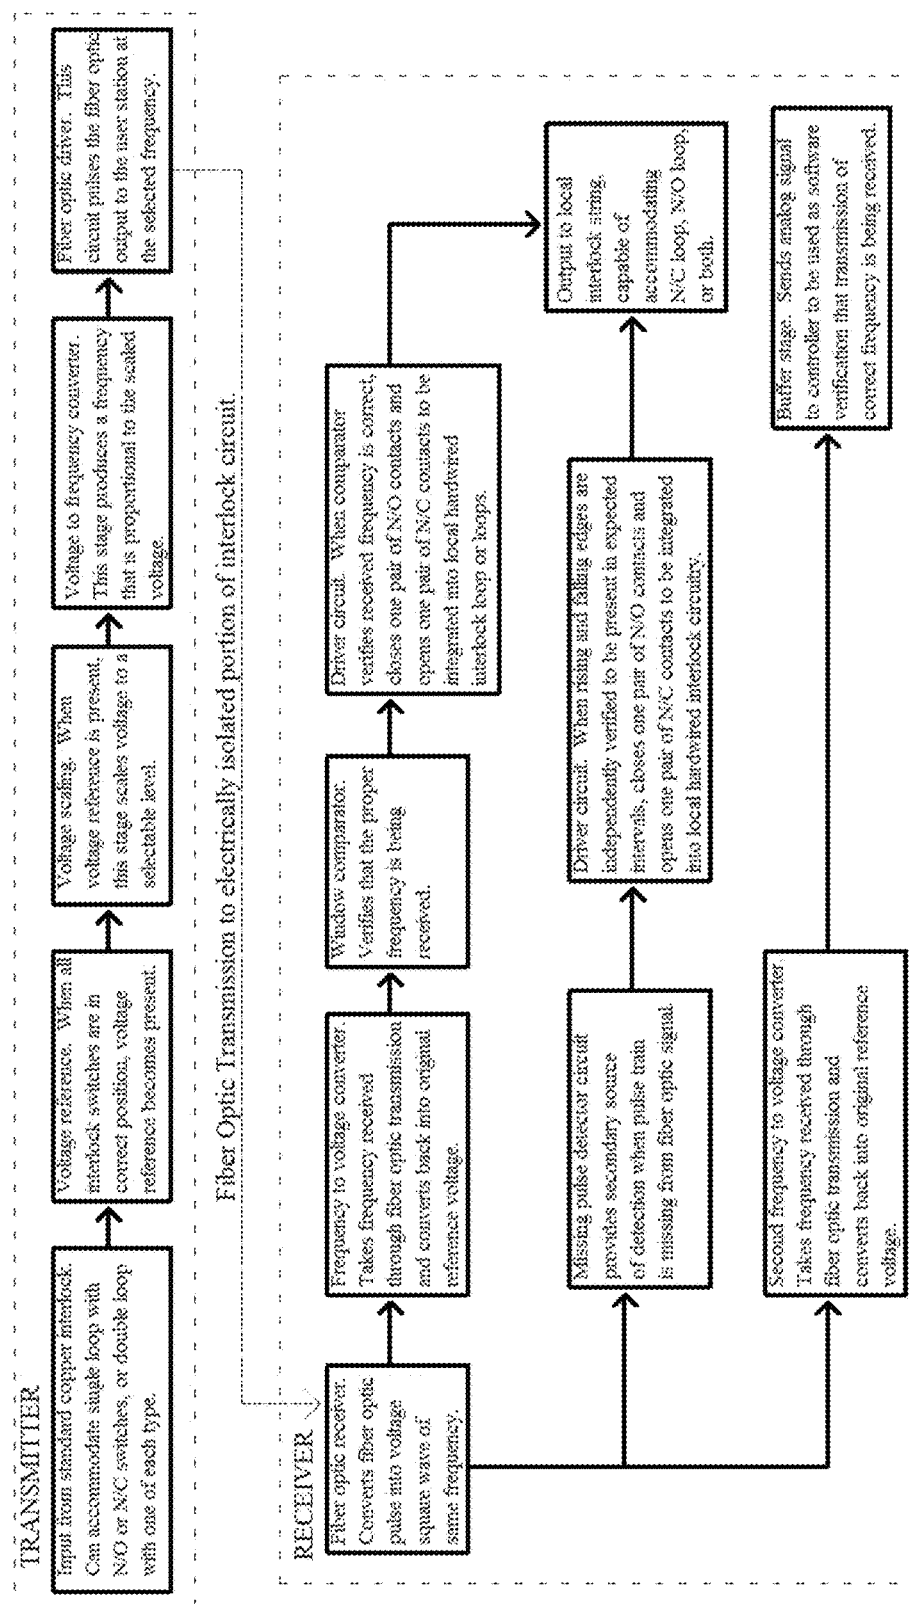 TRANSMITTER
Input from standard copper interlock.
Can accommodate single loop with
N/O or N/C switches, or double loop
with one of each type.
Voltage reference. When all
interlock switches are in
correct position, voltage
reference becomes present.
Voltage scaling. When
voltage reference is present,
this stage scales voltage to a
selectable level.
Voltage to frequency converter.
This stage produces a frequency
that is proportional to the scaled
voltage.
Fiber optic driver. This
circuit pulses the fiber optic
output to the user station at
the selected frequency.
Fiber Optic Transmission to electrically isolated portion of interlock circuit.
RECEIVER
Fiber optic receiver.
Converts fiber optic
pulse into voltage
square wave of
same frequency.
Frequency to voltage converter.
Takes frequency received
through fiber optic transmission
and converts back into original
reference voltage.
Window comparator.
Verifies that the proper
frequency is being
received.
Driver circuit. When comparator
verifies received frequency is correct,
closes one pair of N/O contacts and
opens one pair of N/C contacts to be
integrated into local hardwired
interlock loop or loops.
Output to local
interlock string,
capable of
accommodating
N/C loop, N/O loop,
or both.
Missing pulse detector circuit
provides secondary source
of detection when pulse train
is missing from fiber optic signal.
Driver circuit. When rising and falling edges are
independently verified to be present in expected
intervals, closes one pair of N/O contacts and
opens one pair of N/C contacts to be integrated
into local hardwired interlock circuitry.
Second frequency to voltage converter
Takes frequency received through
fiber optic transmission and
converts back into original reference
voltage.
Buffer stage. Sends analog signal
to controller to be used as software
verification that transmission of
correct frequency is being received.